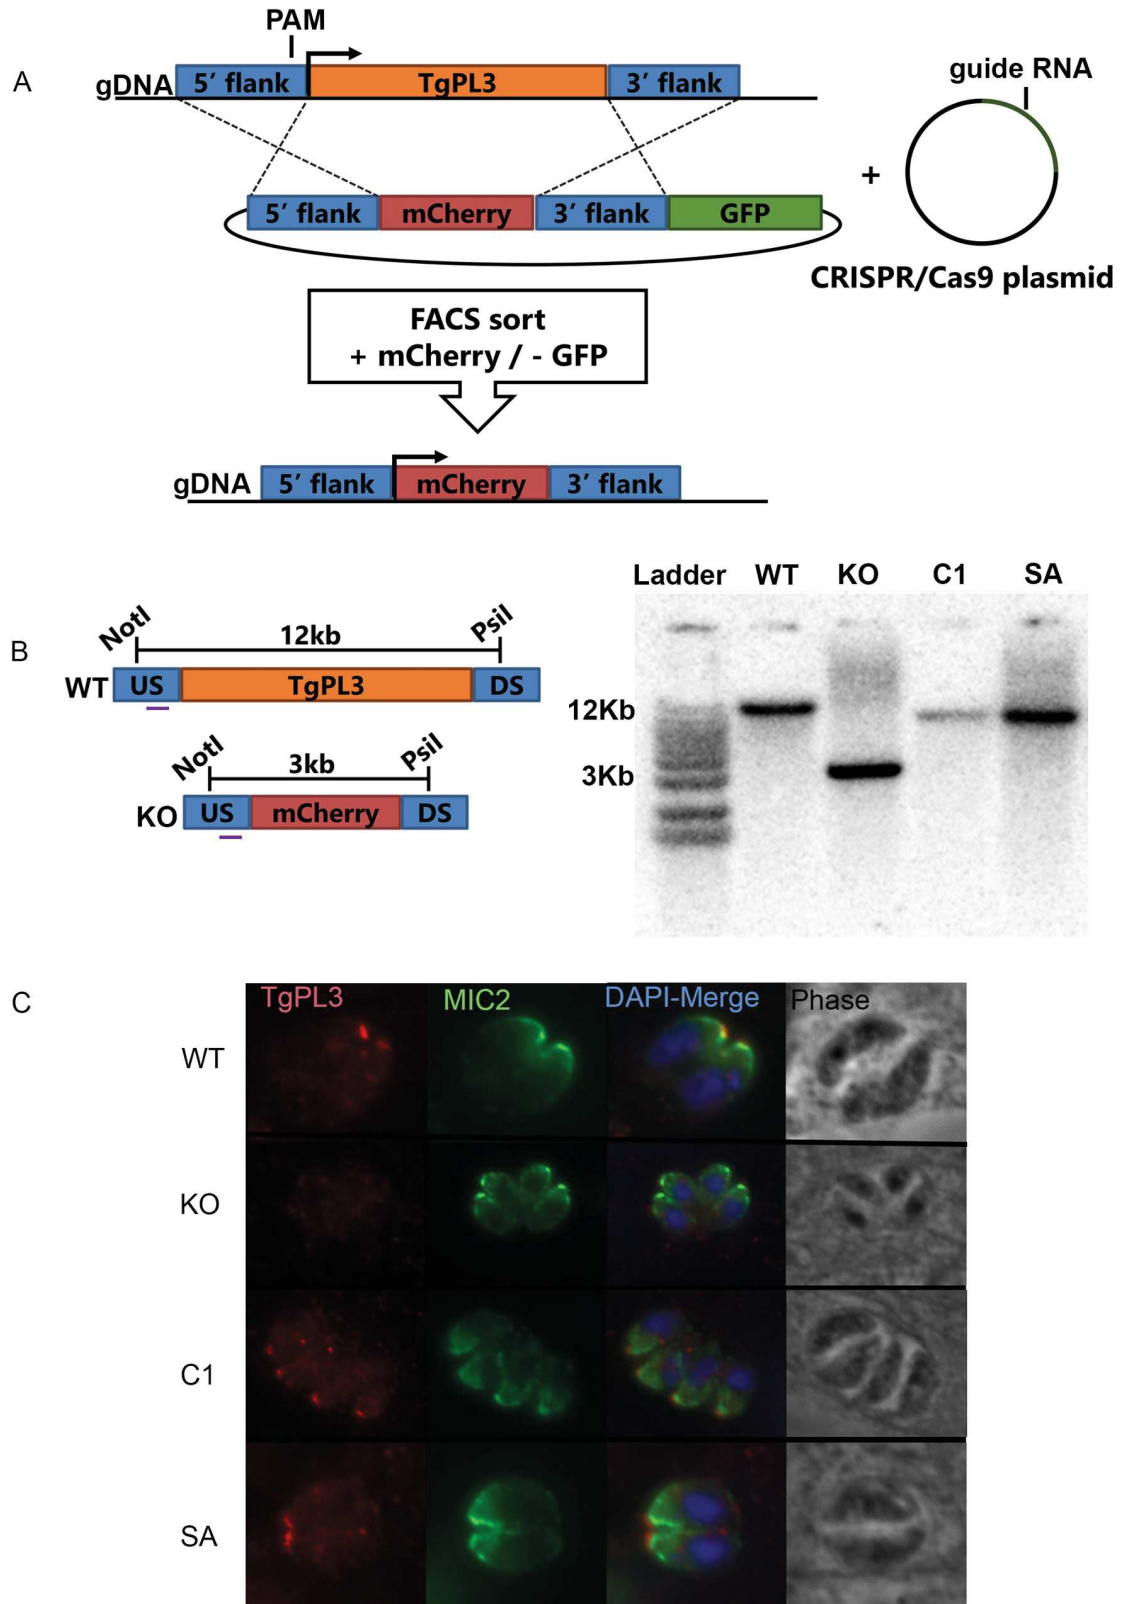 A
PAM
gDNA 5′ flank TgPL3 3′ flank
guide RNA
5′ flank mCherry 3′ flank GFP
+
CRISPR/Cas9 plasmid
FACS sort
+ mCherry / - GFP
gDNA 5′ flank mCherry 3′ flank
B
NotI 12kb PsiI
WT US TgPL3 DS
NotI 3kb PsiI
KO US mCherry DS
Ladder WT KO C1 SA
12Kb
3Kb
C
TgPL3 MIC2 DAPI-Merge Phase
WT
KO
C1
SA